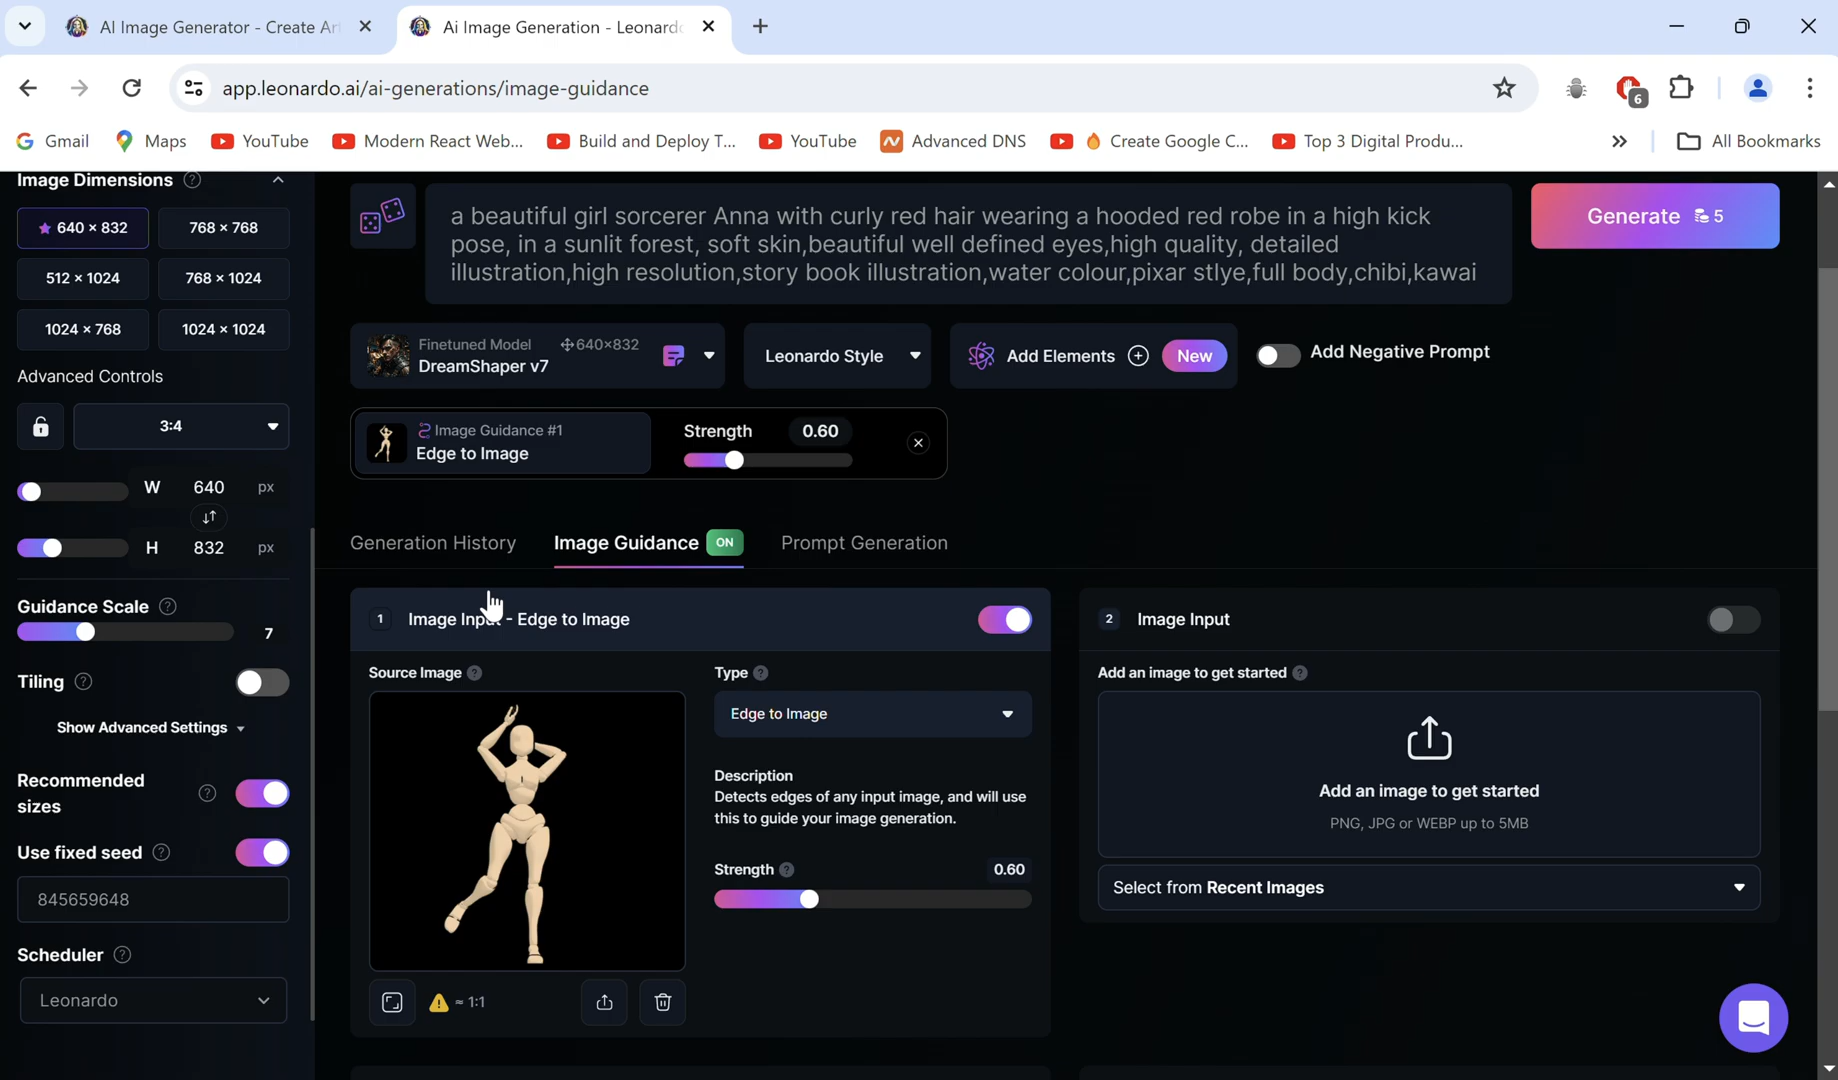 AI Image Generator - Create Ar
Ai Image Generation - Leonard
app.leonardo.ai/ai-generations/image-guidance
6
Gmail
Maps
YouTube
Modern React Web...
Build and Deploy T...
YouTube
Advanced DNS
Create Google C...
Top 3 Digital Produ...
All Bookmarks
Image Dimensions
640 × 832
768 × 768
512 × 1024
768 × 1024
1024 × 768
1024 × 1024
Advanced Controls
3:4
W 640 px
H 832 px
Guidance Scale
7
Tiling
Show Advanced Settings
Recommended
sizes
Use fixed seed
845659648
Scheduler
Leonardo
a beautiful girl sorcerer Anna with curly red hair wearing a hooded red robe in a high kick
pose, in a sunlit forest, soft skin,beautiful well defined eyes,high quality, detailed
illustration,high resolution,story book illustration,water colour,pixar stlye,full body,chibi,kawai
Generate 5
Finetuned Model 640×832
DreamShaper v7
Leonardo Style
Add Elements
New
Add Negative Prompt
Image Guidance #1
Edge to Image
Strength 0.60
Generation History
Image Guidance ON
Prompt Generation
1 Image Input - Edge to Image
Source Image
Type
Edge to Image
Description
Detects edges of any input image, and will use
this to guide your image generation.
Strength 0.60
≈ 1:1
2 Image Input
Add an image to get started
Add an image to get started
PNG, JPG or WEBP up to 5MB
Select from Recent Images